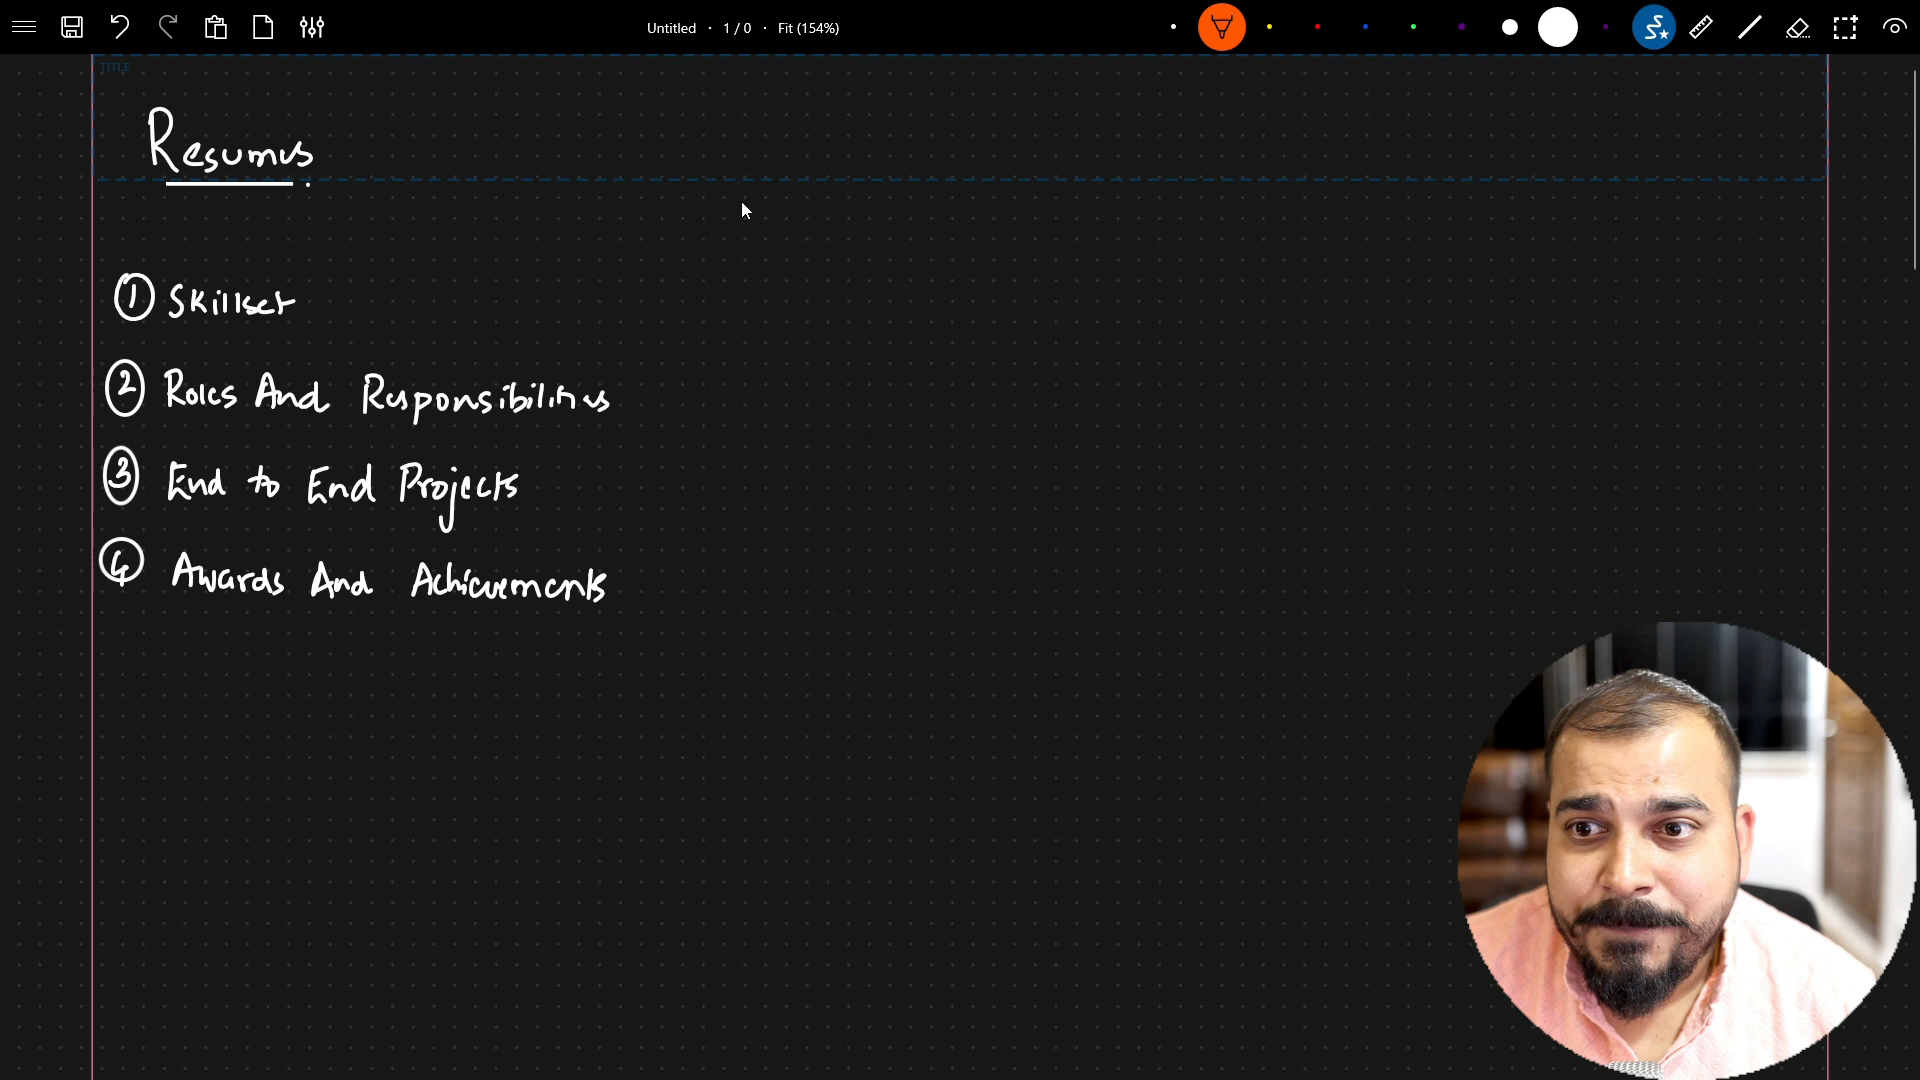 Untitled · 1 / 0 · Fit (154%)
TITLE
Resumes
① Skillset
② Roles And Responsibilities
③ End to End Projects
④ Awards And Achievements